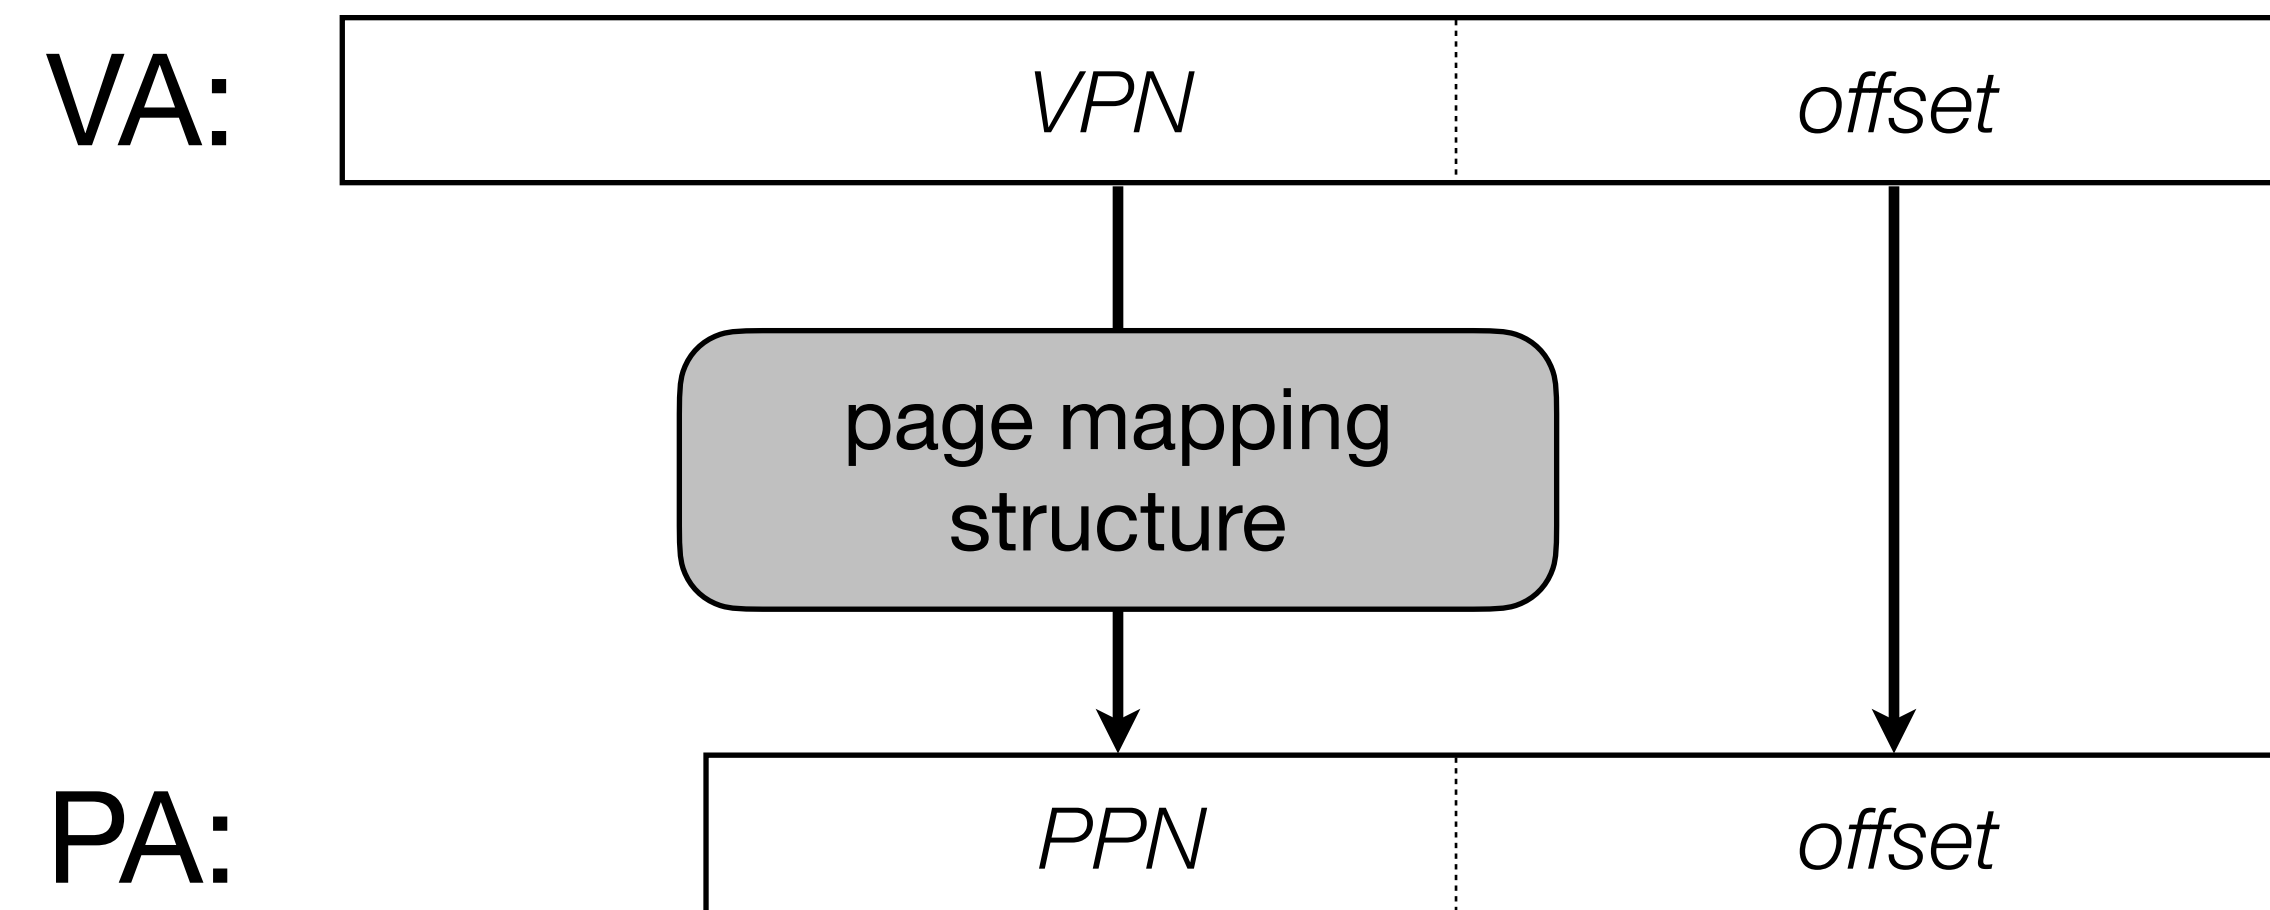 VA: VPN offset
page mapping
structure
PA: PPN offset